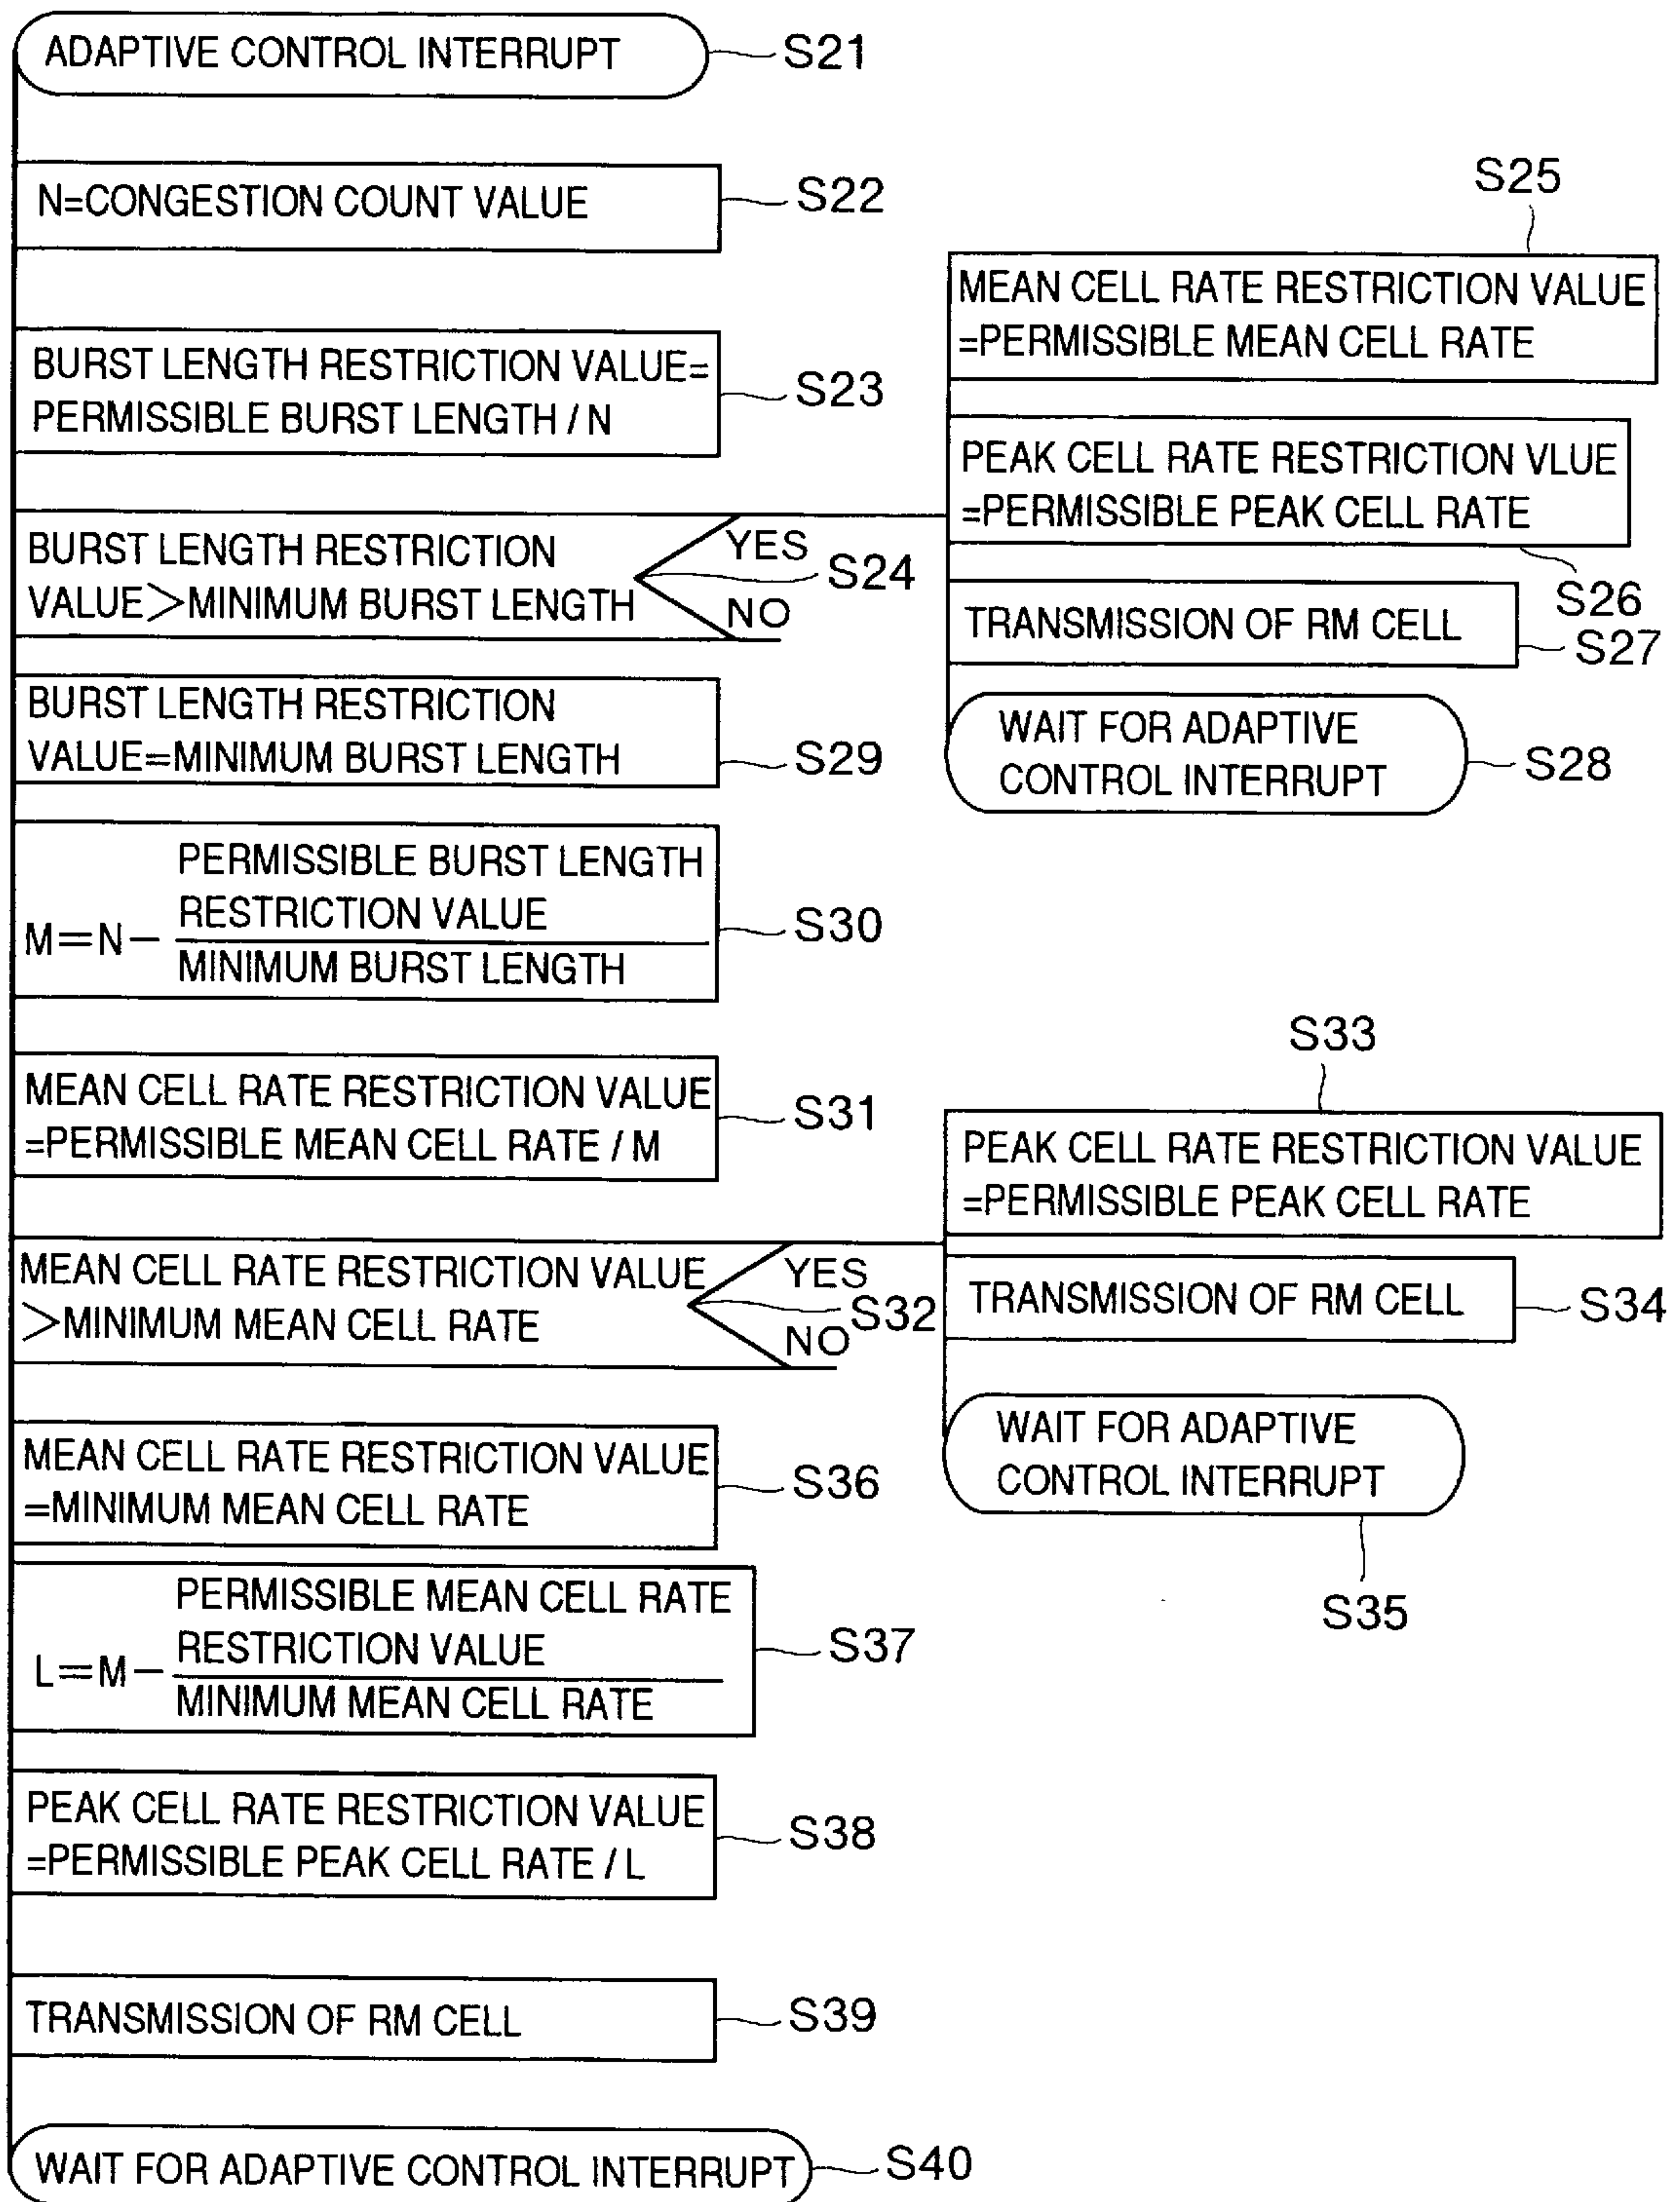 ADAPTIVE CONTROL INTERRUPT
S21
N=CONGESTION COUNT VALUE
S22
BURST LENGTH RESTRICTION VALUE=
PERMISSIBLE BURST LENGTH / N
S23
BURST LENGTH RESTRICTION
VALUE>MINIMUM BURST LENGTH
YES
NO
S24
S25
MEAN CELL RATE RESTRICTION VALUE
=PERMISSIBLE MEAN CELL RATE
PEAK CELL RATE RESTRICTION VLUE
=PERMISSIBLE PEAK CELL RATE
S26
TRANSMISSION OF RM CELL
S27
WAIT FOR ADAPTIVE
CONTROL INTERRUPT
S28
BURST LENGTH RESTRICTION
VALUE=MINIMUM BURST LENGTH
S29
PERMISSIBLE BURST LENGTH
RESTRICTION VALUE
M=N−
MINIMUM BURST LENGTH
S30
MEAN CELL RATE RESTRICTION VALUE
=PERMISSIBLE MEAN CELL RATE / M
S31
MEAN CELL RATE RESTRICTION VALUE
>MINIMUM MEAN CELL RATE
YES
NO
S32
S33
PEAK CELL RATE RESTRICTION VALUE
=PERMISSIBLE PEAK CELL RATE
TRANSMISSION OF RM CELL
S34
WAIT FOR ADAPTIVE
CONTROL INTERRUPT
S35
MEAN CELL RATE RESTRICTION VALUE
=MINIMUM MEAN CELL RATE
S36
PERMISSIBLE MEAN CELL RATE
RESTRICTION VALUE
L=M−
MINIMUM MEAN CELL RATE
S37
PEAK CELL RATE RESTRICTION VALUE
=PERMISSIBLE PEAK CELL RATE / L
S38
TRANSMISSION OF RM CELL
S39
WAIT FOR ADAPTIVE CONTROL INTERRUPT
S40